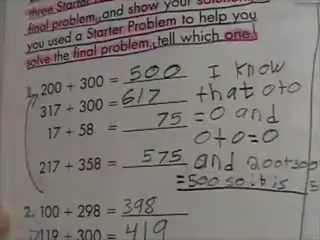 three Starter
final problem, and show your
you used a Starter Problem to help you
solve the final problem, tell which one.
1. 200 + 300 = 500
317 + 300 = 617
17 + 58 = 75
217 + 358 = 575
I know
that 0+0
=0 and
0+0=0
and 200+300
=500 so it is
2. 100 + 298 = 398
119 + 300 = 419